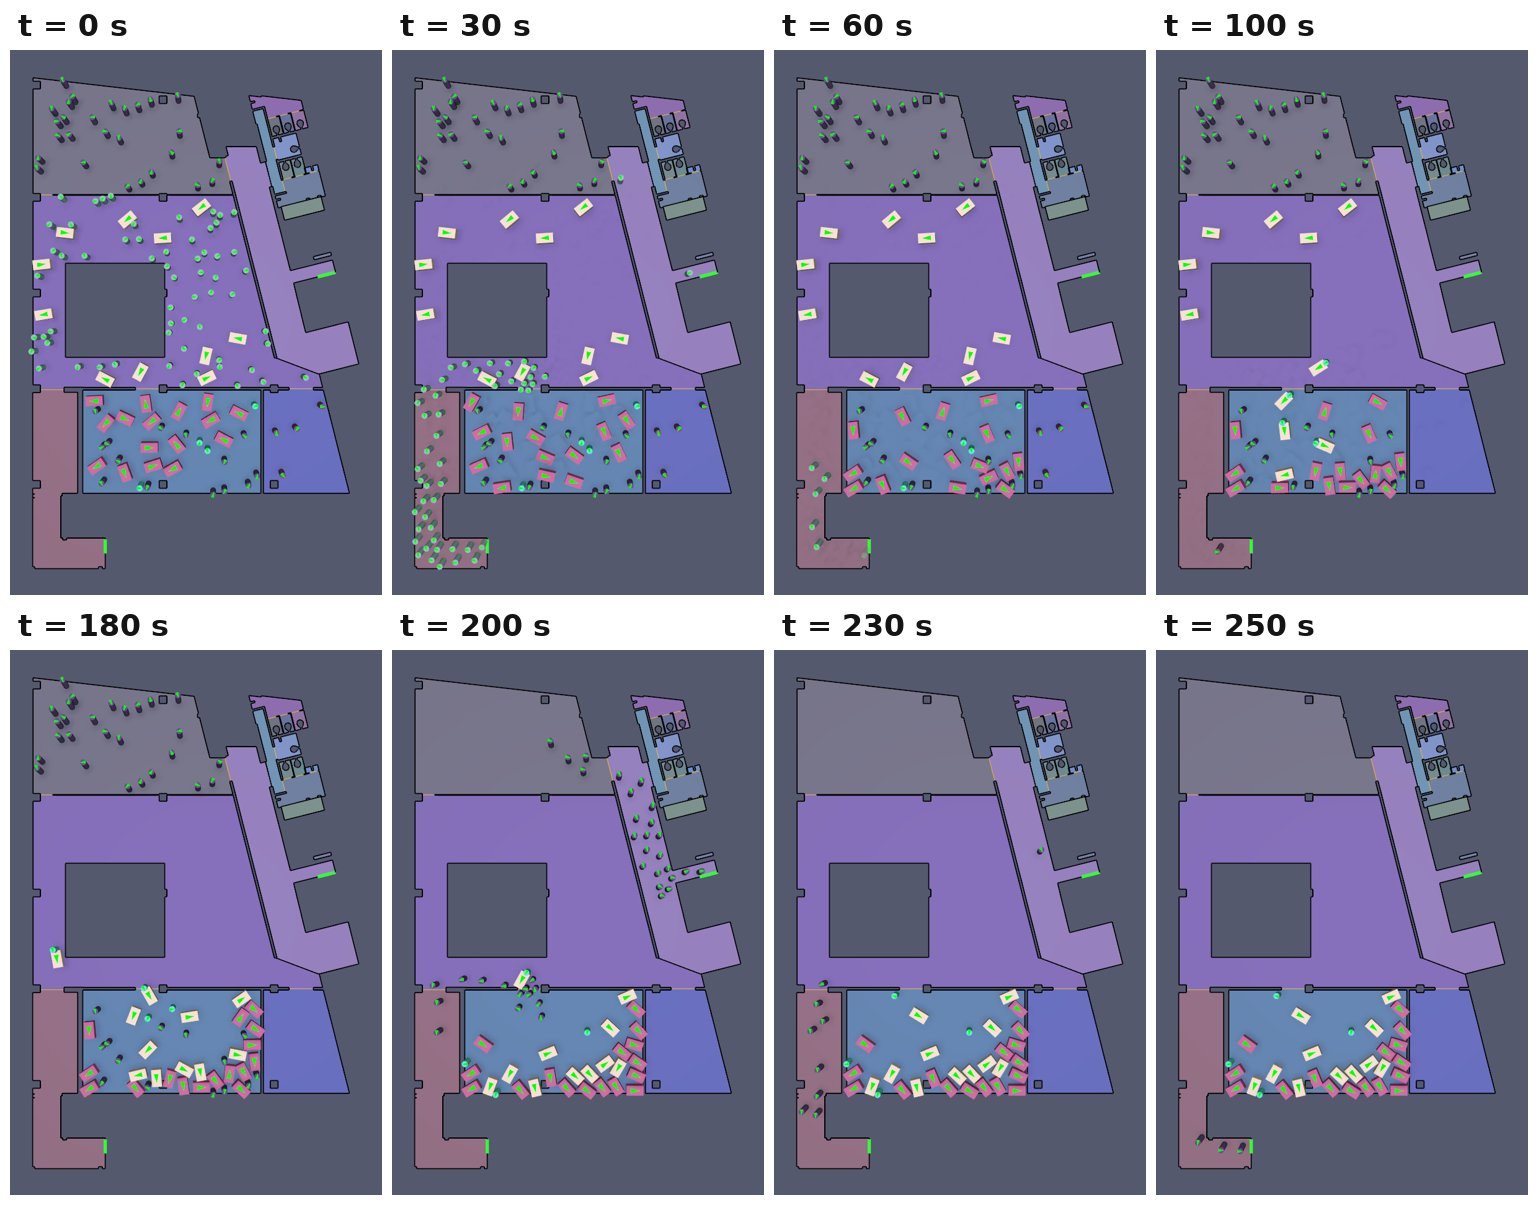 t = 0 s
t = 30 s
t = 60 s
t = 100 s
t = 180 s
t = 200 s
t = 230 s
t = 250 s